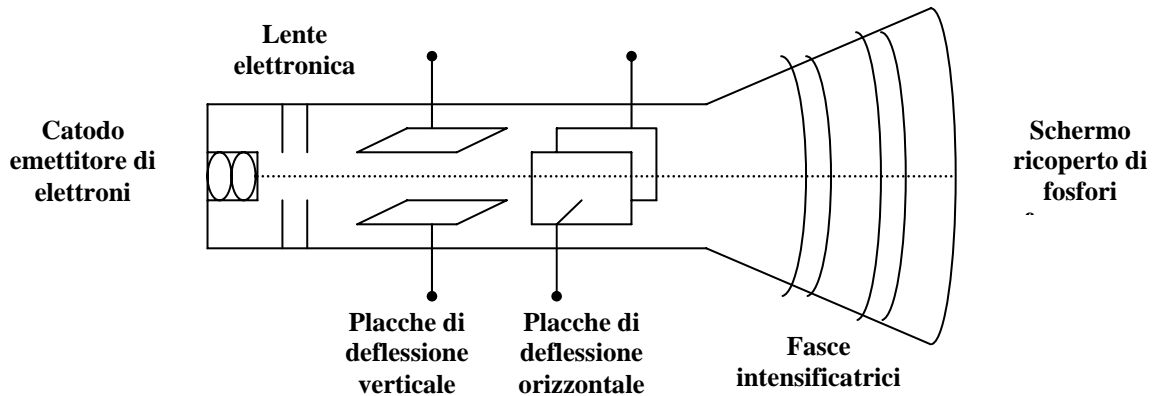 Lente
elettronica
Catodo
emettitore di
elettroni
Schermo
ricoperto di
fosfori
Placche di
deflessione
verticale
Placche di
deflessione
orizzontale
Fasce
intensificatrici